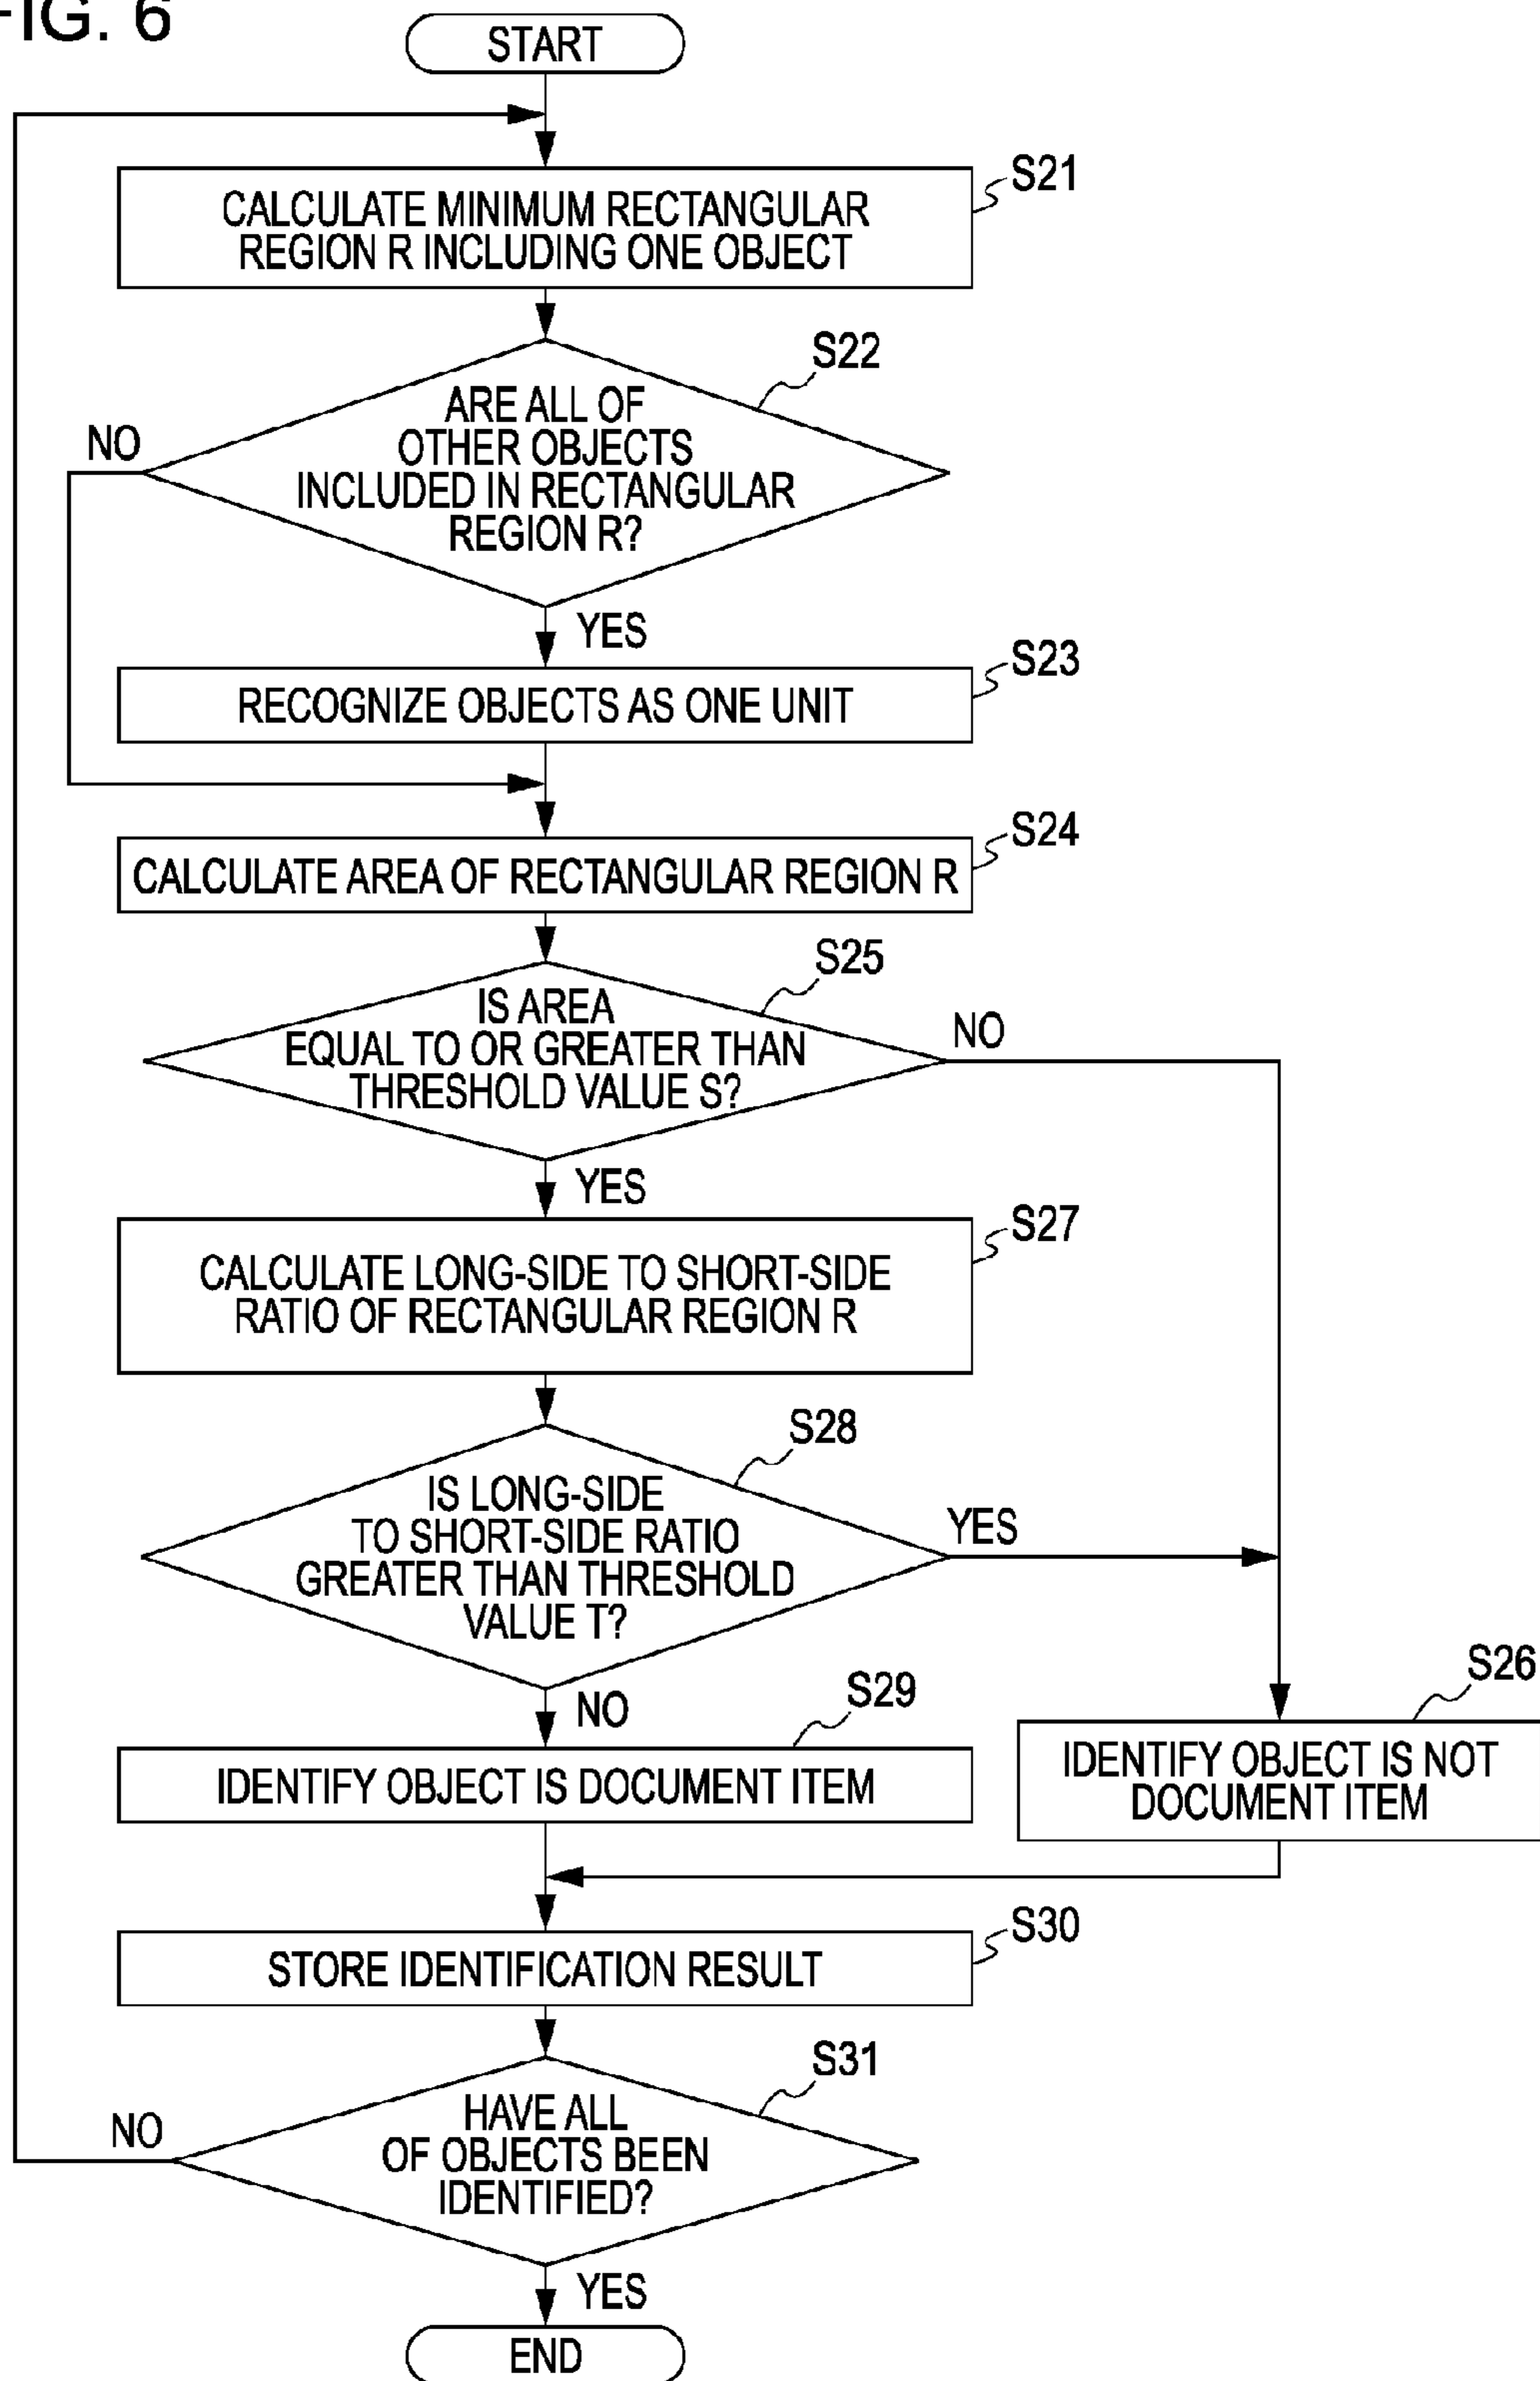 FIG. 6
START
S21
CALCULATE MINIMUM RECTANGULAR
REGION R INCLUDING ONE OBJECT
S22
ARE ALL OF
OTHER OBJECTS
INCLUDED IN RECTANGULAR
REGION R?
NO
YES
S23
RECOGNIZE OBJECTS AS ONE UNIT
S24
CALCULATE AREA OF RECTANGULAR REGION R
S25
IS AREA
EQUAL TO OR GREATER THAN
THRESHOLD VALUE S?
NO
YES
S27
CALCULATE LONG-SIDE TO SHORT-SIDE
RATIO OF RECTANGULAR REGION R
S28
IS LONG-SIDE
TO SHORT-SIDE RATIO
GREATER THAN THRESHOLD
VALUE T?
YES
NO
S29
IDENTIFY OBJECT IS DOCUMENT ITEM
S26
IDENTIFY OBJECT IS NOT
DOCUMENT ITEM
S30
STORE IDENTIFICATION RESULT
S31
HAVE ALL
OF OBJECTS BEEN
IDENTIFIED?
NO
YES
END